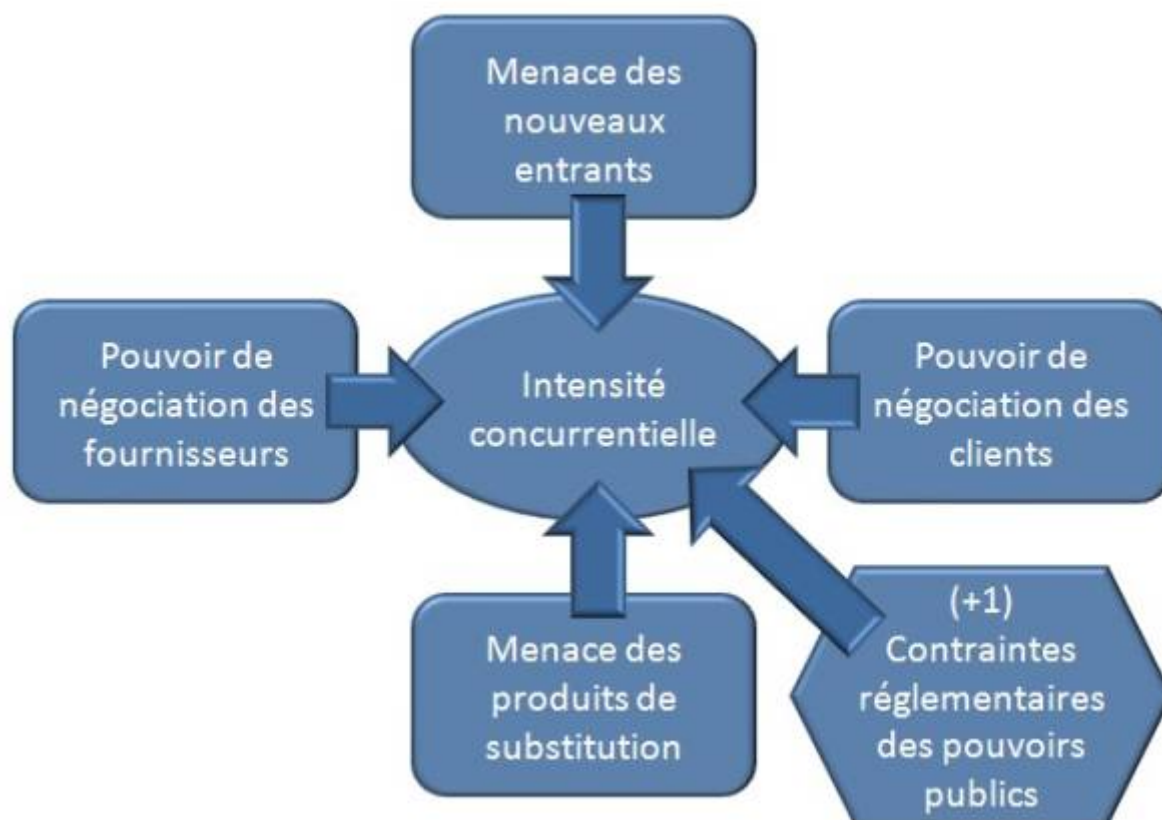 Menace des
nouveaux
entrants
Pouvoir de
négociation des
fournisseurs
Intensité
concurrentielle
Pouvoir de
négociation des
clients
Menace des
produits de
substitution
(+1)
Contraintes
réglementaires
des pouvoirs
publics